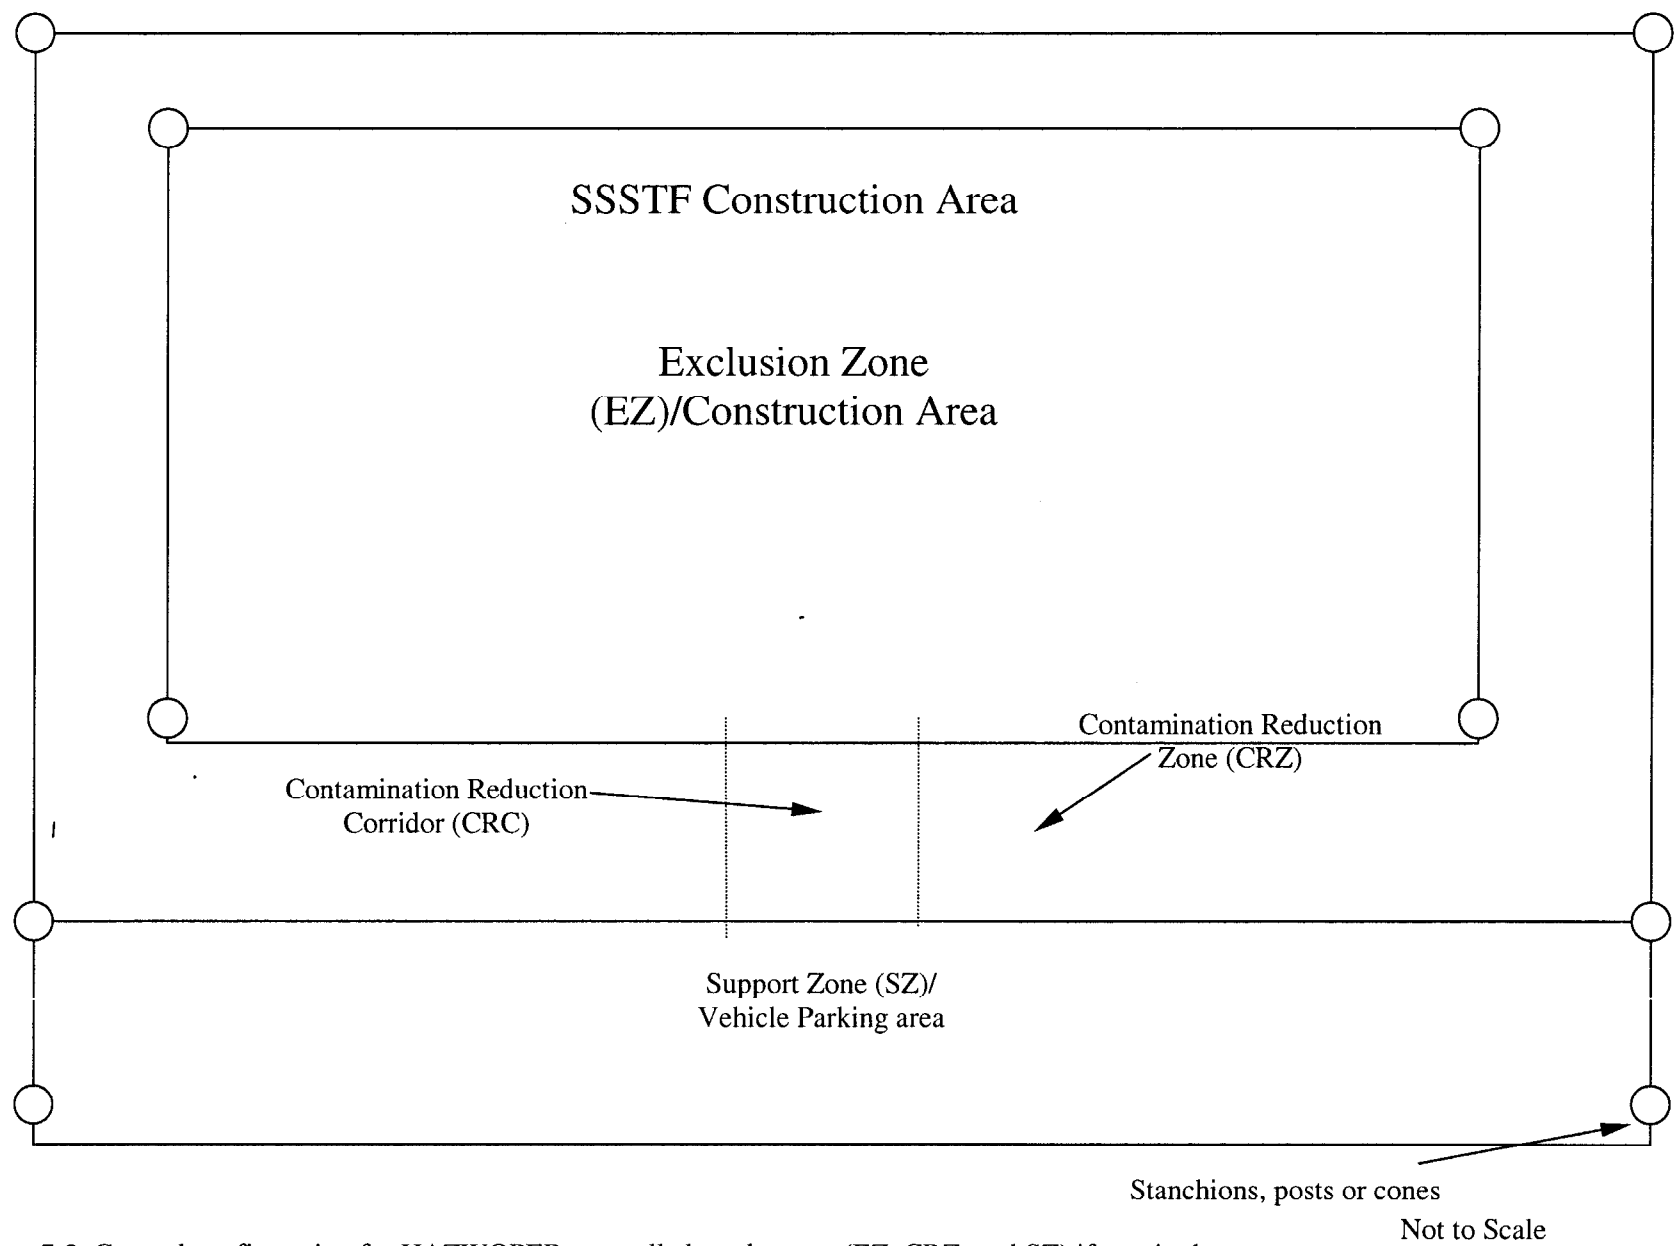 SSSTF Construction Area
Exclusion Zone
(EZ)/Construction Area
Contamination Reduction
Zone (CRZ)
Contamination Reduction
Corridor (CRC)
Support Zone (SZ)/
Vehicle Parking area
Stanchions, posts or cones
Not to Scale